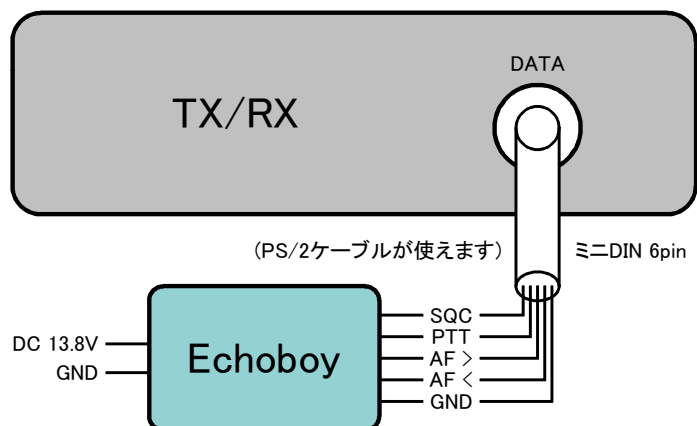 DATA
TX/RX
(PS/2ケーブルが使えます)
ミニDIN 6pin
SQC
PTT
AF >
AF <
GND
DC 13.8V
GND
Echoboy